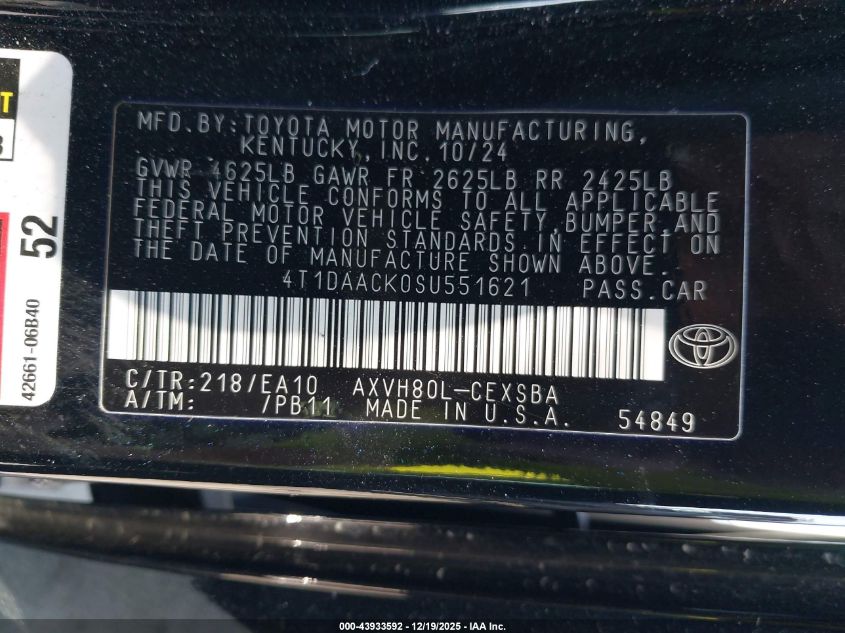 MFD.BY:TOYOTA MOTOR MANUFACTURING,
KENTUCKY, INC. 10/24
GVWR 4625LB GAWR FR 2625LB RR 2425LB
THIS VEHICLE CONFORMS TO ALL APPLICABLE
FEDERAL MOTOR VEHICLE SAFETY, BUMPER, AND
THEFT PREVENTION STANDARDS IN EFFECT ON
THE DATE OF MANUFACTURE SHOWN ABOVE.
4T1DAACK0SU551621 PASS.CAR
C/TR:218/EA10 AXVH80L-CEXSBA
A/TM: /PB11 MADE IN U.S.A. 54849
52
42661-06B40
000-43933592 - 12/19/2025 - IAA Inc.